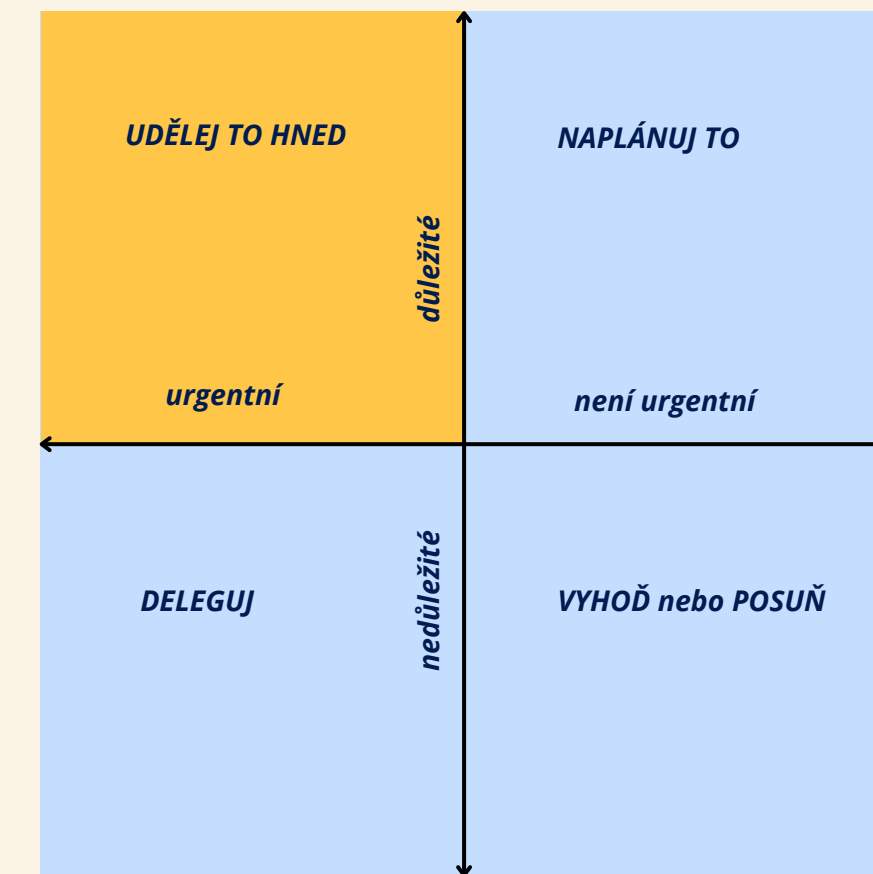 UDĚLEJ TO HNED
NAPLÁNUJ TO
důležité
urgentní
není urgentní
nedůležité
DELEGUJ
VYHOĎ nebo POSUŇ